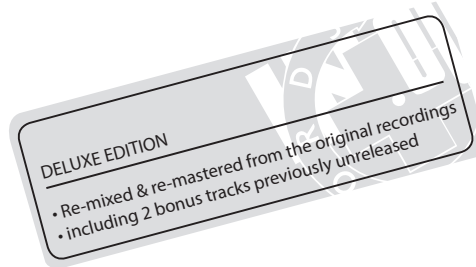 DELUXE EDITION
• Re-mixed & re-mastered from the original recordings
• including 2 bonus tracks previously unreleased